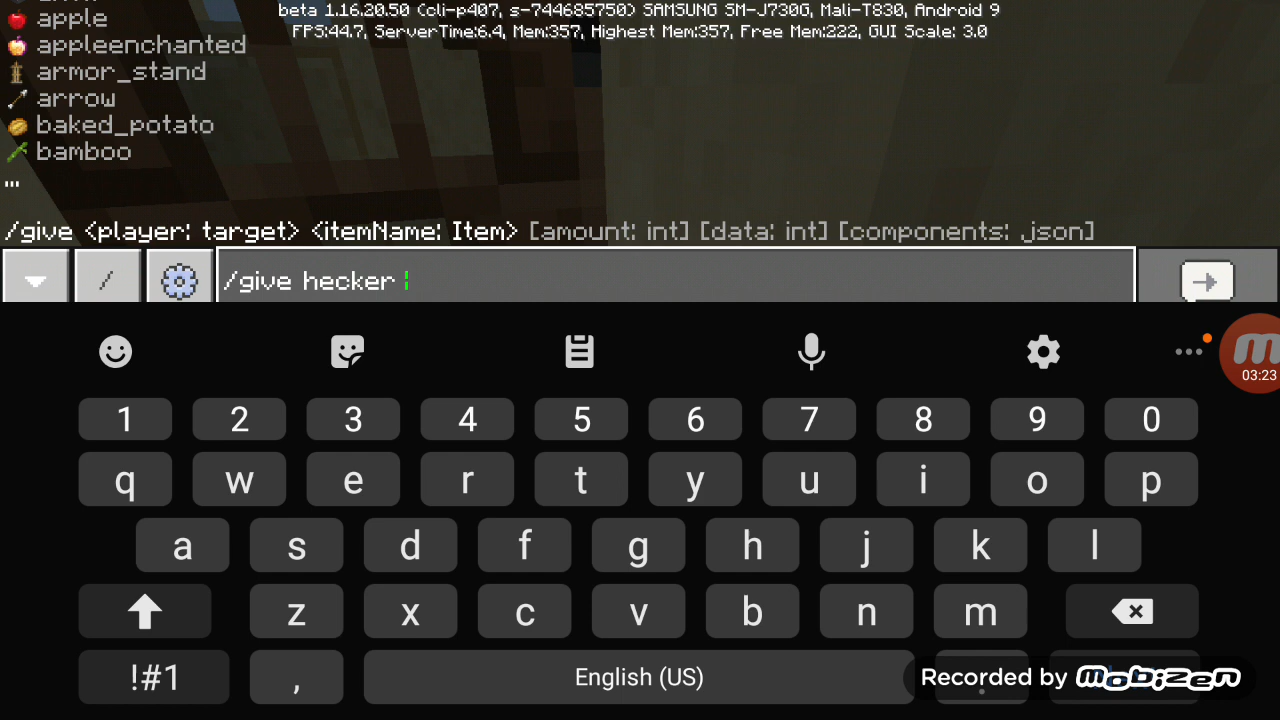 apple
appleenchanted
armor_stand
arrow
baked_potato
bamboo
...
beta 1.16.20.50 (cli-p407, s-744685750) SAMSUNG SM-J730G, Mali-T830, Android 9
FPS:44.7, ServerTime:6.4, Mem:357, Highest Mem:357, Free Mem:222, GUI Scale: 3.0
/give <player: target> <itemName: Item> [amount: int] [data: int] [components: .json]
/
/give hecker
03:23
1 2 3 4 5 6 7 8 9 0
q w e r t y u i o p
a s d f g h j k l
z x c v b n m
!#1 , English (US) .
Recorded by mobizen